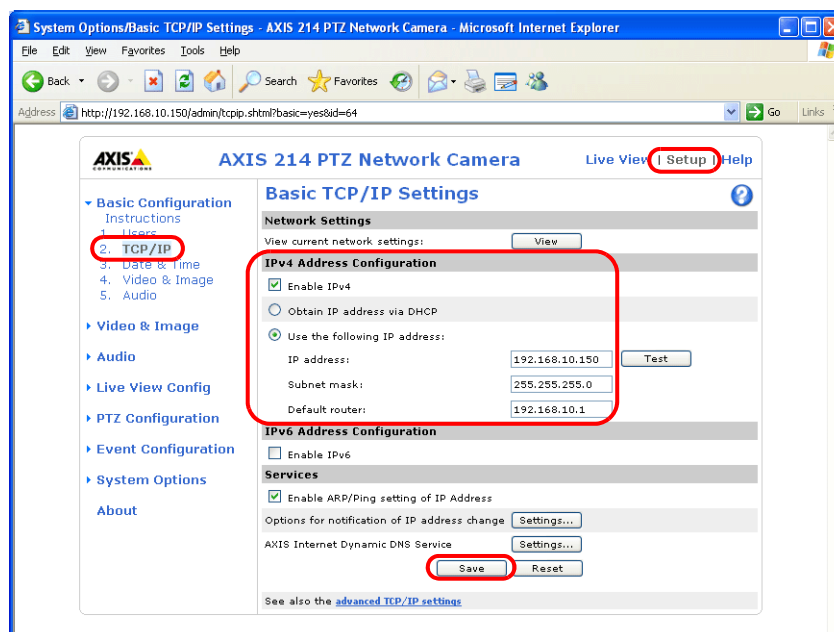 System Options/Basic TCP/IP Settings - AXIS 214 PTZ Network Camera - Microsoft Internet Explorer
File Edit View Favorites Tools Help
Back Search Favorites
Address http://192.168.10.150/admin/tcpip.shtml?basic=yes&id=64 Go Links
AXIS COMMUNICATIONS AXIS 214 PTZ Network Camera Live View | Setup | Help
Basic Configuration
Instructions
1. Users
2. TCP/IP
3. Date & Time
4. Video & Image
5. Audio
Video & Image
Audio
Live View Config
PTZ Configuration
Event Configuration
System Options
About
Basic TCP/IP Settings
Network Settings
View current network settings: View
IPv4 Address Configuration
Enable IPv4
Obtain IP address via DHCP
Use the following IP address:
IP address: 192.168.10.150 Test
Subnet mask: 255.255.255.0
Default router: 192.168.10.1
IPv6 Address Configuration
Enable IPv6
Services
Enable ARP/Ping setting of IP Address
Options for notification of IP address change Settings...
AXIS Internet Dynamic DNS Service Settings...
Save Reset
See also the advanced TCP/IP settings